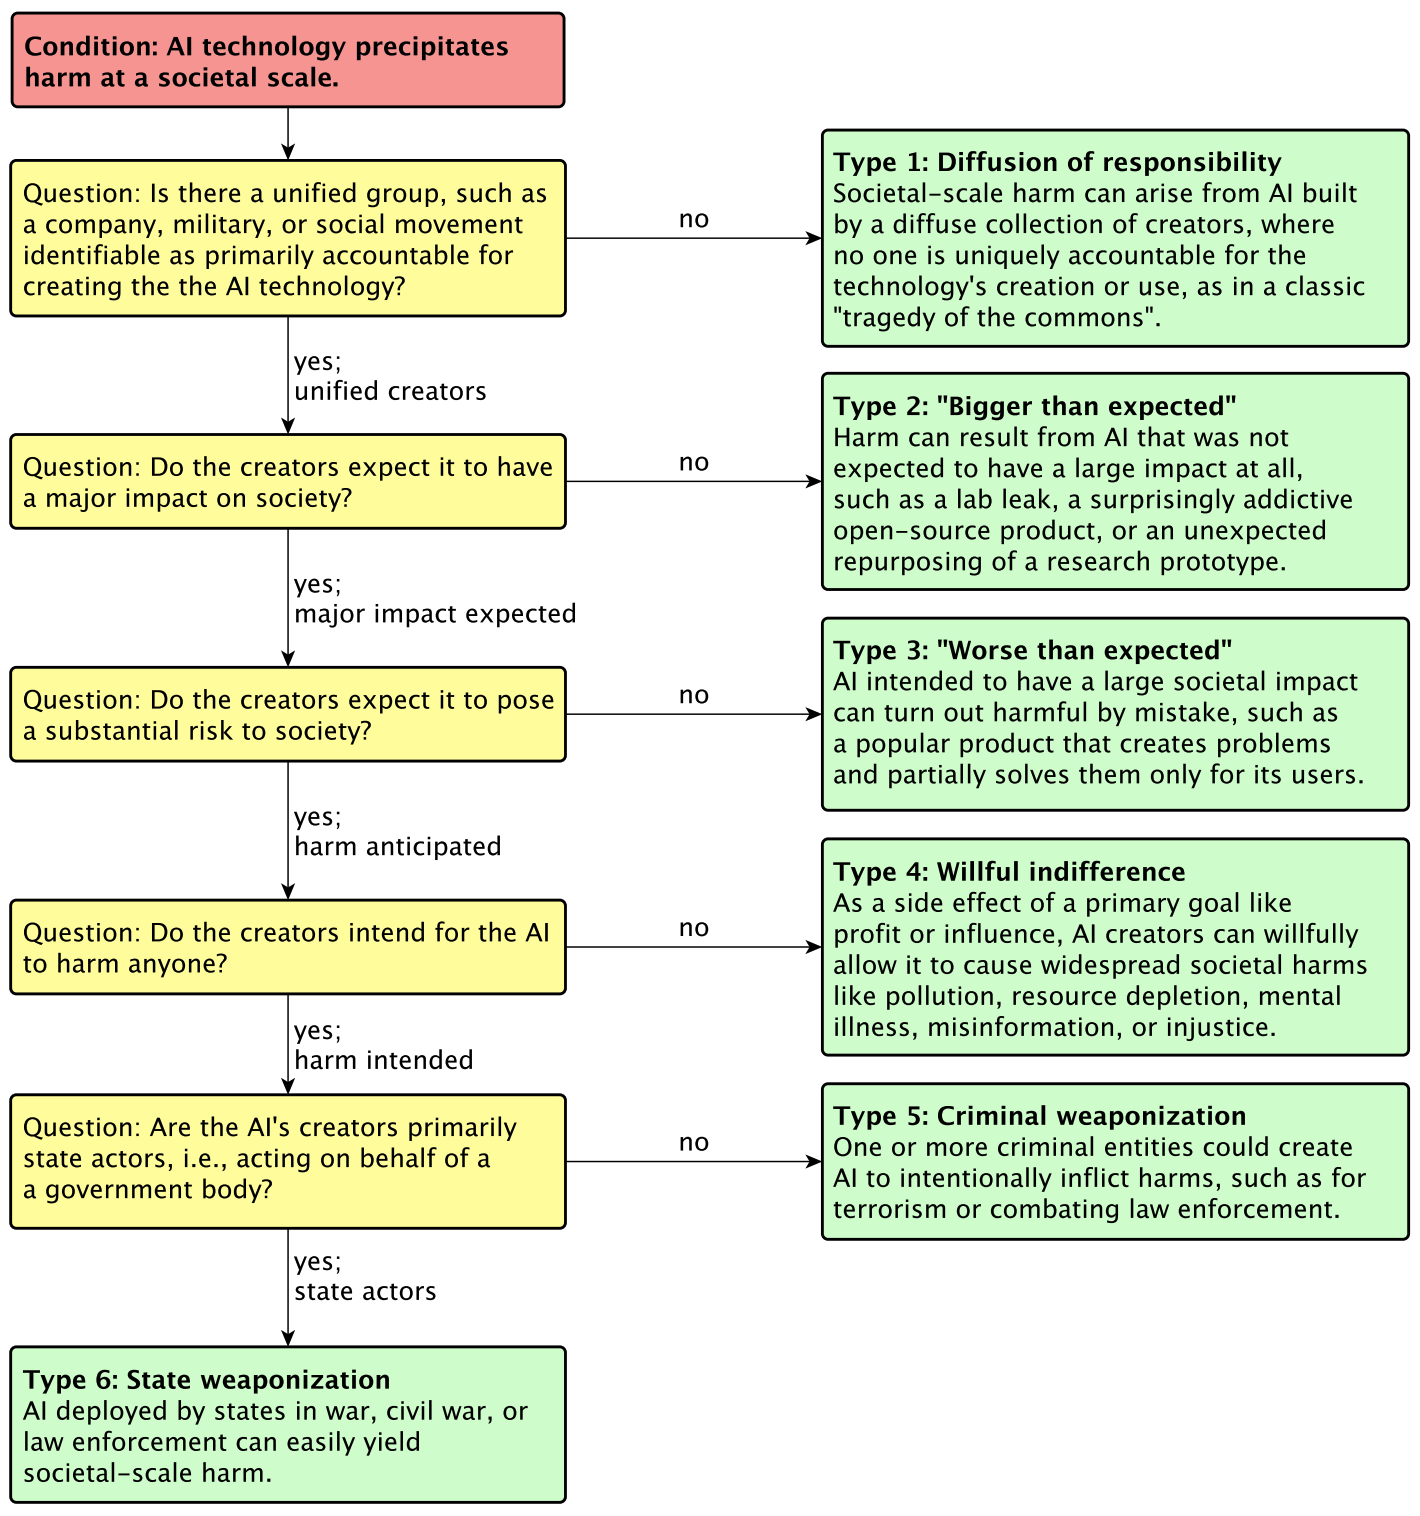 Condition: AI technology precipitates
harm at a societal scale.
Question: Is there a unified group, such as
a company, military, or social movement
identifiable as primarily accountable for
creating the the AI technology?
no
Type 1: Diffusion of responsibility
Societal-scale harm can arise from AI built
by a diffuse collection of creators, where
no one is uniquely accountable for the
technology's creation or use, as in a classic
"tragedy of the commons".
yes;
unified creators
Question: Do the creators expect it to have
a major impact on society?
no
Type 2: "Bigger than expected"
Harm can result from AI that was not
expected to have a large impact at all,
such as a lab leak, a surprisingly addictive
open-source product, or an unexpected
repurposing of a research prototype.
yes;
major impact expected
Question: Do the creators expect it to pose
a substantial risk to society?
no
Type 3: "Worse than expected"
AI intended to have a large societal impact
can turn out harmful by mistake, such as
a popular product that creates problems
and partially solves them only for its users.
yes;
harm anticipated
Question: Do the creators intend for the AI
to harm anyone?
no
Type 4: Willful indifference
As a side effect of a primary goal like
profit or influence, AI creators can willfully
allow it to cause widespread societal harms
like pollution, resource depletion, mental
illness, misinformation, or injustice.
yes;
harm intended
Question: Are the AI's creators primarily
state actors, i.e., acting on behalf of a
a government body?
no
Type 5: Criminal weaponization
One or more criminal entities could create
AI to intentionally inflict harms, such as for
terrorism or combating law enforcement.
yes;
state actors
Type 6: State weaponization
AI deployed by states in war, civil war, or
law enforcement can easily yield
societal-scale harm.